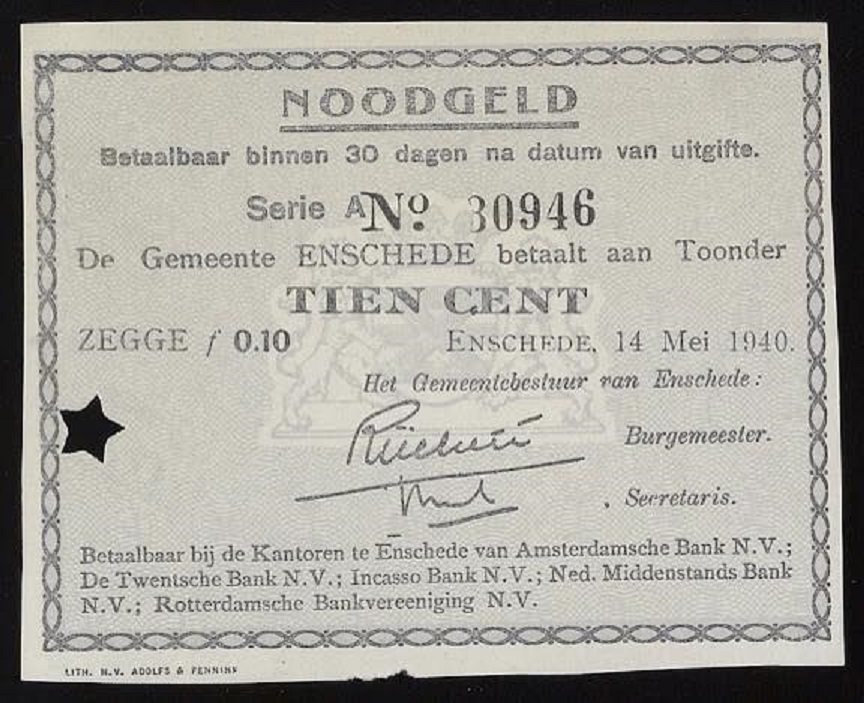 NOODGELD
Betaalbaar binnen 30 dagen na datum van uitgifte.
Serie A No. 30946
De Gemeente ENSCHEDE betaalt aan Toonder
TIEN CENT
ZEGGE ƒ 0.10 ENSCHEDE, 14 Mei 1940.
Het Gemeentebestuur van Enschede:
Burgemeester.
, Secretaris.
Betaalbaar bij de Kantoren te Enschede van Amsterdamsche Bank N.V.;
De Twentsche Bank N.V.; Incasso Bank N.V.; Ned. Middenstands Bank
N.V.; Rotterdamsche Bankvereeniging N.V.
LITH. N.V. ADOLFS & PENNINK